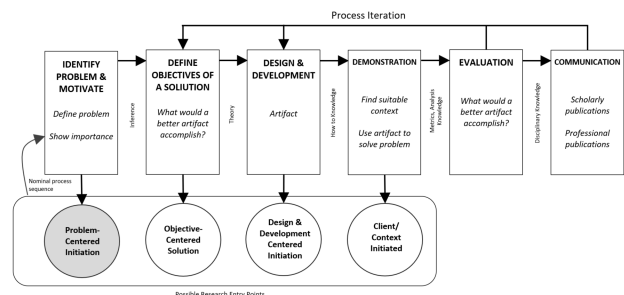 Process Iteration
IDENTIFY
PROBLEM &
MOTIVATE
Define problem
Show importance
Inference
DEFINE
OBJECTIVES OF
A SOLUTION
What would a
better artifact
accomplish?
Theory
DESIGN &
DEVELOPMENT
Artifact
How to Knowledge
DEMONSTRATION
Find suitable
context
Use artifact to
solve problem
Metrics, Analysis
Knowledge
EVALUATION
What would a
better artifact
accomplish?
Disciplinary Knowledge
COMMUNICATION
Scholarly
publications
Professional
publications
Nominal process
sequence
Problem-
Centered
Initiation
Objective-
Centered
Solution
Design &
Development
Centered
Initiation
Client/
Context
Initiated
Possible Research Entry Points